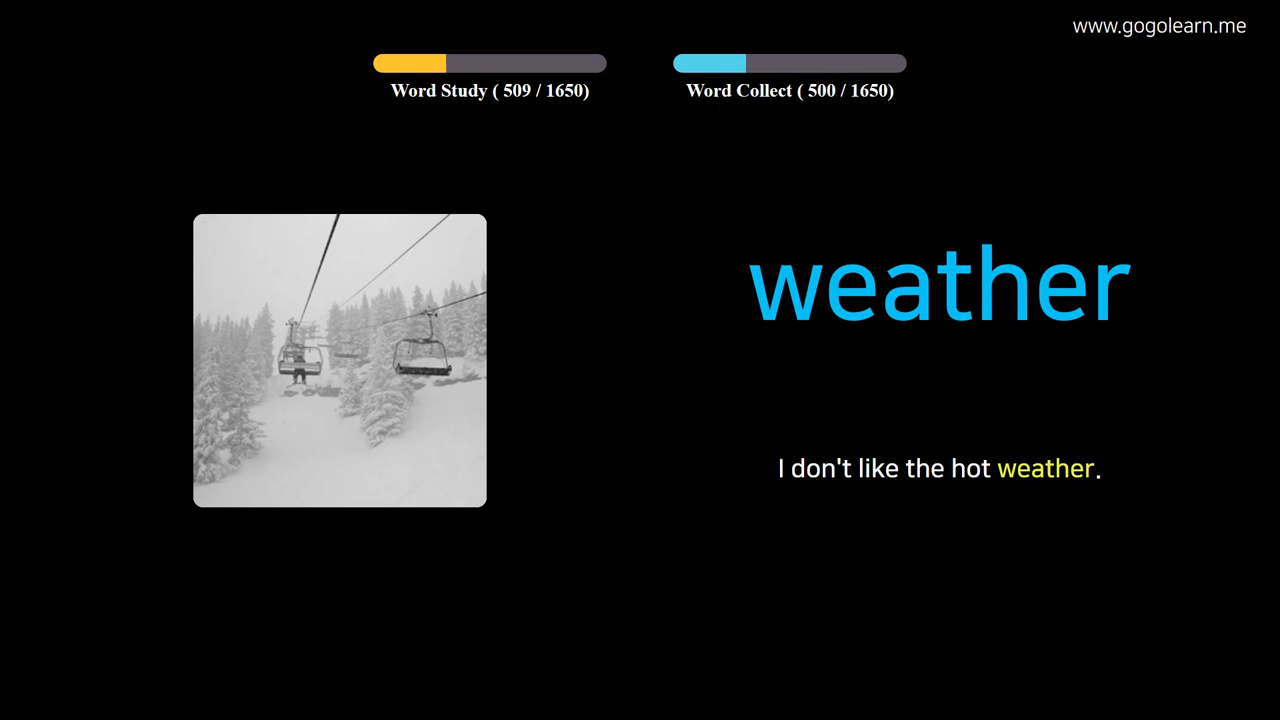 www.gogolearn.me
Word Study ( 509 / 1650)
Word Collect ( 500 / 1650)
weather
I don't like the hot weather.